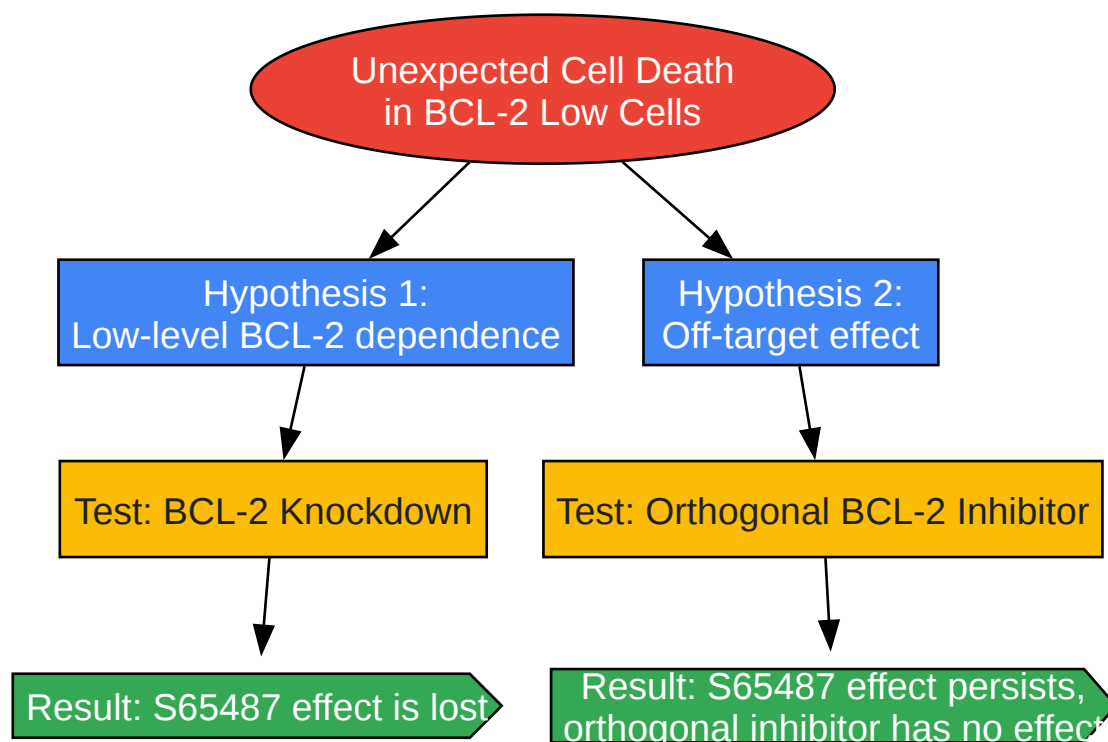 Unexpected Cell Death
in BCL-2 Low Cells
Hypothesis 1:
Low-level BCL-2 dependence
Hypothesis 2:
Off-target effect
Test: BCL-2 Knockdown
Test: Orthogonal BCL-2 Inhibitor
Result: S65487 effect is lost
Result: S65487 effect persists,
orthogonal inhibitor has no effect